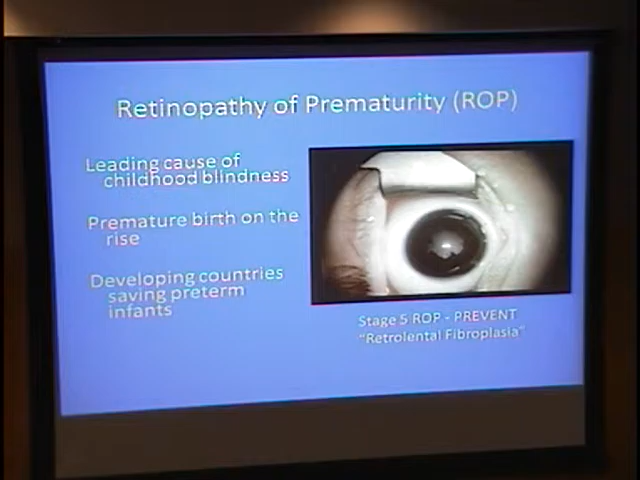 Retinopathy of Prematurity (ROP)
Leading cause of
childhood blindness
Premature birth on the
rise
Developing countries
saving preterm
infants
Stage 5 ROP - PREVENT
"Retrolental Fibroplasia"